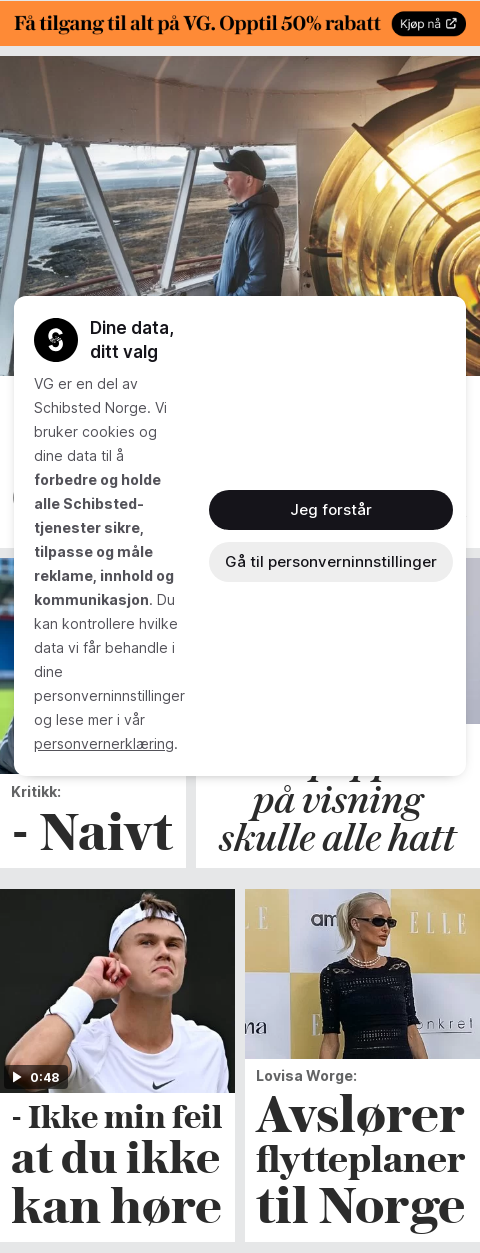 Få tilgang til alt på VG. Opptil 50% rabatt
Kjøp nå
Dine data,
ditt valg
VG er en del av
Schibsted Norge. Vi
bruker cookies og
dine data til å
forbedre og holde
alle Schibsted-
tjenester sikre,
tilpasse og måle
reklame, innhold og
kommunikasjon. Du
kan kontrollere hvilke
data vi får behandle i
dine
personverninnstillinger
og lese mer i vår
personvernerklæring.
Jeg forstår
Gå til personverninnstillinger
Kritikk:
- Naivt
på visning
skulle alle hatt
0:48
- Ikke min feil
at du ikke
kan høre
ELLE
ELLE
Lovisa Worge:
Avslører
flytteplaner
til Norge